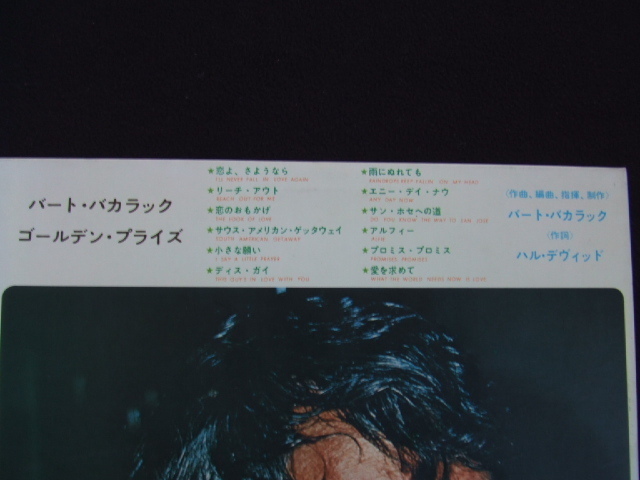 バート・バカラック
ゴールデン・プライズ
★恋よ、さようなら
I'LL NEVER FALL IN LOVE AGAIN
★リーチ・アウト
REACH OUT FOR ME
★恋のおもかげ
THE LOOK OF LOVE
★サウス・アメリカン・ゲッタウェイ
SOUTH AMERICAN GETAWAY
★小さな願い
I SAY A LITTLE PRAYER
★ディス・ガイ
THIS GUY'S IN LOVE WITH YOU
★雨にぬれても
RAINDROPS KEEP FALLIN' ON MY HEAD
★エニー・デイ・ナウ
ANY DAY NOW
★サン・ホセへの道
DO YOU KNOW THE WAY TO SAN JOSE
★アルフィー
ALFIE
★プロミス・プロミス
PROMISES, PROMISES
★愛を求めて
WHAT THE WORLD NEEDS NOW IS LOVE
〈作曲、編曲、指揮、制作〉
バート・バカラック
〈作詞〉
ハル・デヴィッド